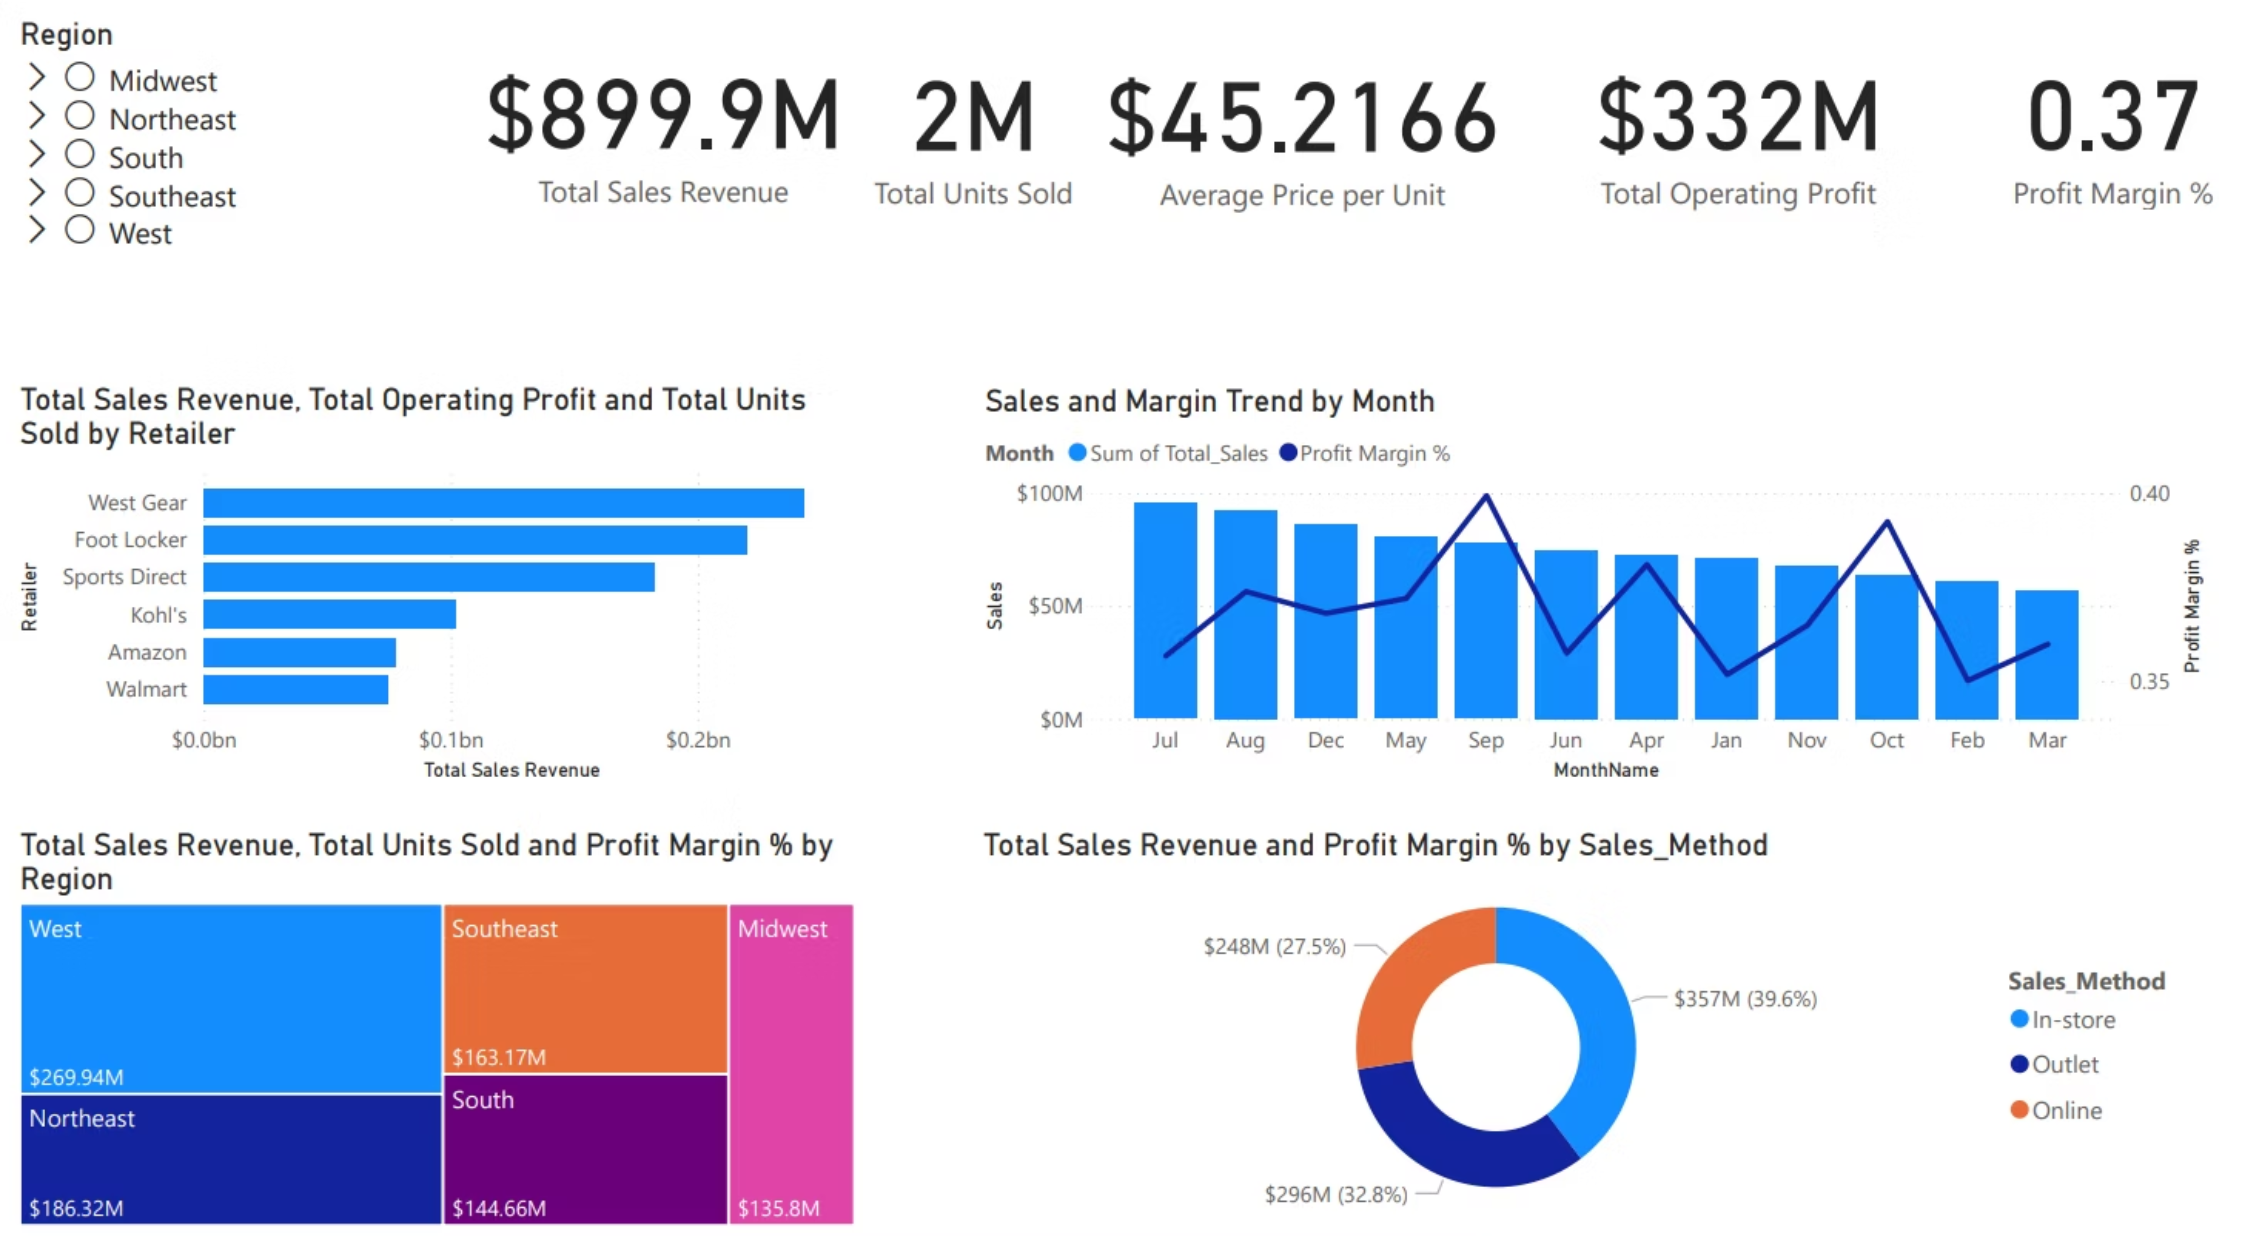 Region
Midwest
Northeast
South
Southeast
West
$899.9M
Total Sales Revenue
2M
Total Units Sold
$45.2166
Average Price per Unit
$332M
Total Operating Profit
0.37
Profit Margin %
Total Sales Revenue, Total Operating Profit and Total Units
Sold by Retailer
Retailer
West Gear
Foot Locker
Sports Direct
Kohl's
Amazon
Walmart
$0.0bn $0.1bn $0.2bn
Total Sales Revenue
Sales and Margin Trend by Month
Month Sum of Total_Sales Profit Margin %
Sales
$100M
$50M
$0M
0.40
0.35
Profit Margin %
Jul Aug Dec May Sep Jun Apr Jan Nov Oct Feb Mar
MonthName
Total Sales Revenue, Total Units Sold and Profit Margin % by
Region
West
$269.94M
Northeast
$186.32M
Southeast
$163.17M
South
$144.66M
Midwest
$135.8M
Total Sales Revenue and Profit Margin % by Sales_Method
$248M (27.5%)
$357M (39.6%)
$296M (32.8%)
Sales_Method
In-store
Outlet
Online